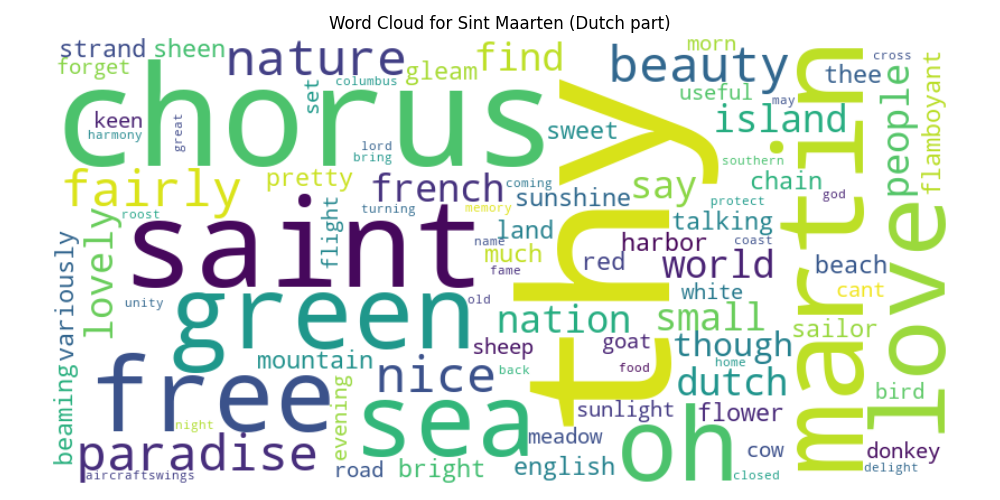 Word Cloud for Sint Maarten (Dutch part)
strand
sheen
forget
nature
gleam
find
columbus
set
chorus
keen
harmony
great
lord
bring
sweet
beauty
morn
useful
may
thee
cross
island
people
flamboyant
thy
martin
love
fairly
pretty
french
coming
sunshine
say
southern
chain
god
protect
roost
turning
memory
land
talking
lovely
flight
saint
name
much
fame
red
harbor
coast
world
beach
variously
unity
green
old
nation
white
small
cant
sailor
mountain
sheep
goat
though
free
nice
back
food
home
dutch
bird
beaming
evening
sea
sunlight
flower
night
oh
meadow
cow
donkey
paradise
aircraftswings
road
bright
english
closed
delight